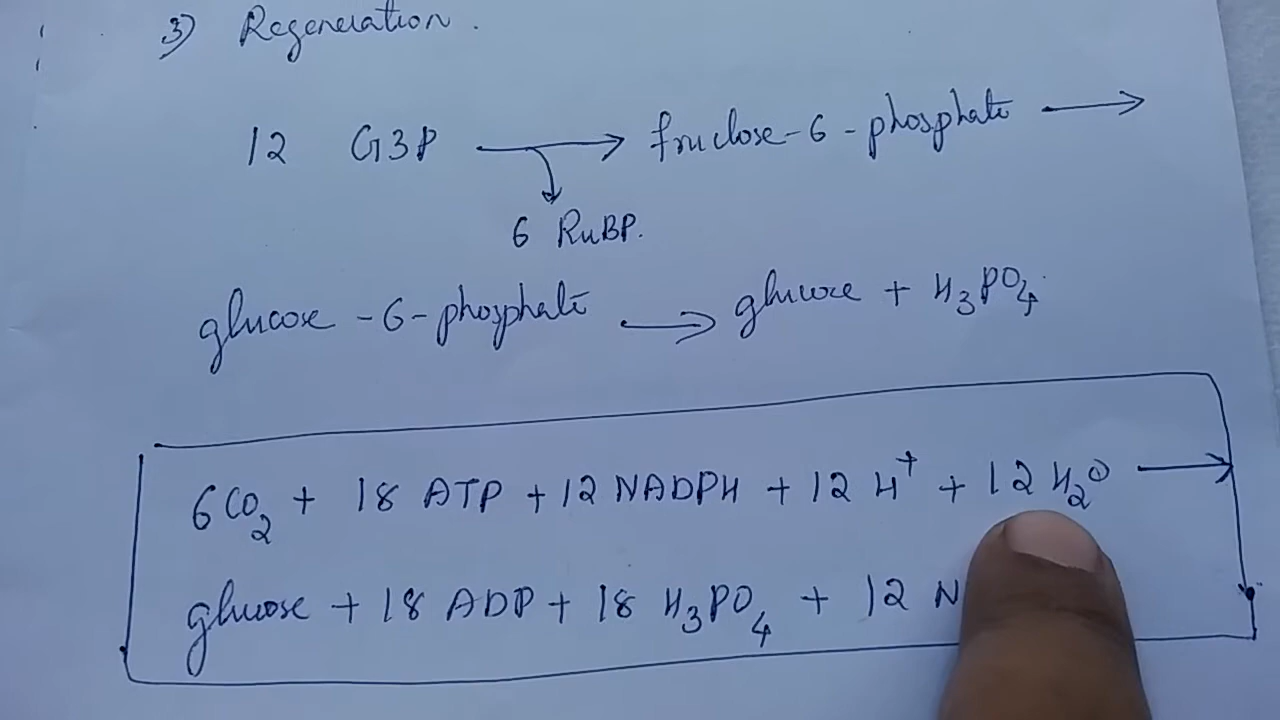 3) Regeneration.
12 G3P → fructose-6-phosphate →
6 RuBP.
glucose-6-phosphate → glucose + H₃PO₄
6CO₂ + 18 ATP + 12 NADPH + 12 H⁺ + 12 H₂O →
glucose + 18 ADP + 18 H₃PO₄ + 12 N